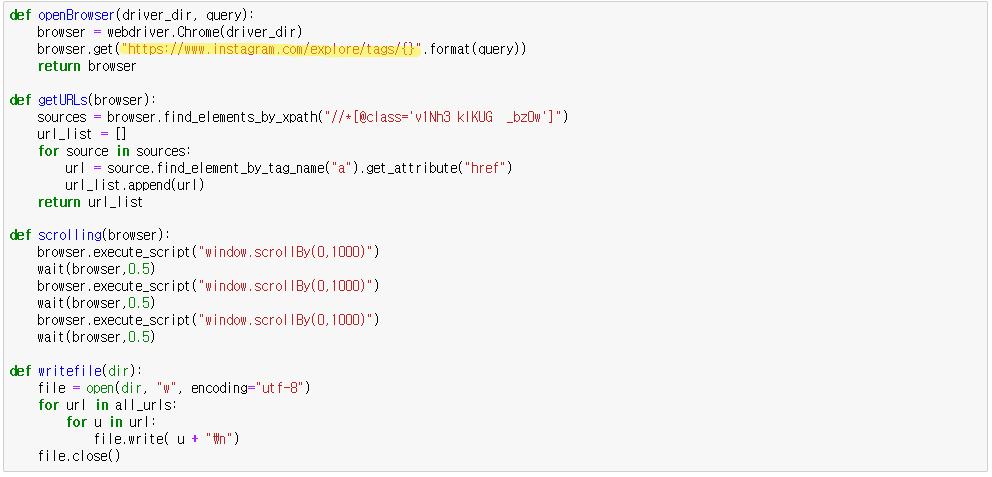 def openBrowser(driver_dir, query):
    browser = webdriver.Chrome(driver_dir)
    browser.get("https://www.instagram.com/explore/tags/{}".format(query))
    return browser

def getURLs(browser):
    sources = browser.find_elements_by_xpath("//*[@class='v1Nh3 kIKUG  _bz0w']")
    url_list = []
    for source in sources:
        url = source.find_element_by_tag_name("a").get_attribute("href")
        url_list.append(url)
    return url_list

def scrolling(browser):
    browser.execute_script("window.scrollBy(0,1000)")
    wait(browser,0.5)
    browser.execute_script("window.scrollBy(0,1000)")
    wait(browser,0.5)
    browser.execute_script("window.scrollBy(0,1000)")
    wait(browser,0.5)

def writefile(dir):
    file = open(dir, "w", encoding="utf-8")
    for url in all_urls:
        for u in url:
            file.write( u + "₩n")
    file.close()